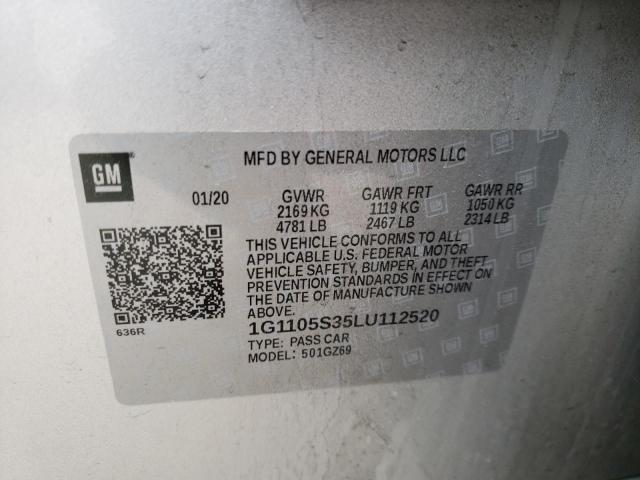 GM
MFD BY GENERAL MOTORS LLC
01/20 GVWR GAWR FRT GAWR RR
2169 KG 1119 KG 1050 KG
4781 LB 2467 LB 2314 LB
THIS VEHICLE CONFORMS TO ALL
APPLICABLE U.S. FEDERAL MOTOR
VEHICLE SAFETY, BUMPER, AND THEFT
PREVENTION STANDARDS IN EFFECT ON
THE DATE OF MANUFACTURE SHOWN
ABOVE.
636R
1G1105S35LU112520
TYPE: PASS CAR
MODEL: 501GZ69